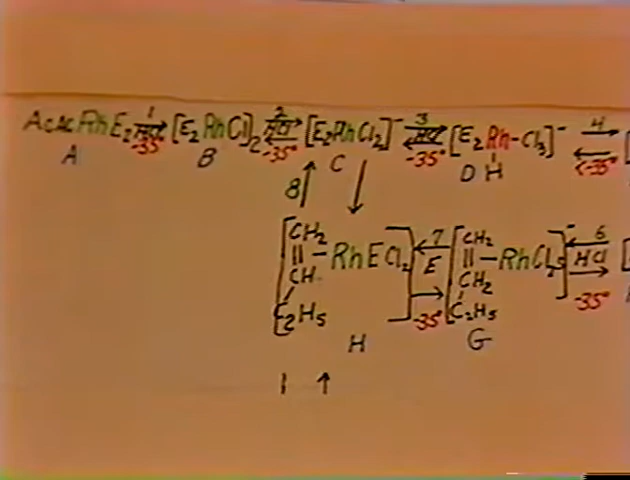 1 2 3 4
AcAcRhE₂ ⇌ [E₂RhCl]₂ ⇌ [E₂RhCl₂]⁻ ⇌ [E₂Rh-Cl₃]⁻ ⇌ [
HCl HCl HCl
-35° -35° -35° <-35°
A B C D H
8
[CH₂ ]⁻ 7 [CH₂ ]⁻ 6
|| — RhECl₂ E || — RhCl₂S HCl [
CH CH₂
C₂H₅ -35° C₂H₅ -35°
H G